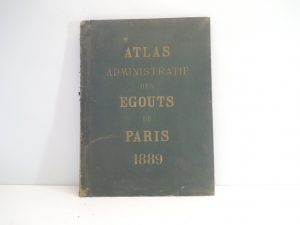 ATLAS
ADMINISTRATIF
DES
EGOUTS
DE
PARIS
1889